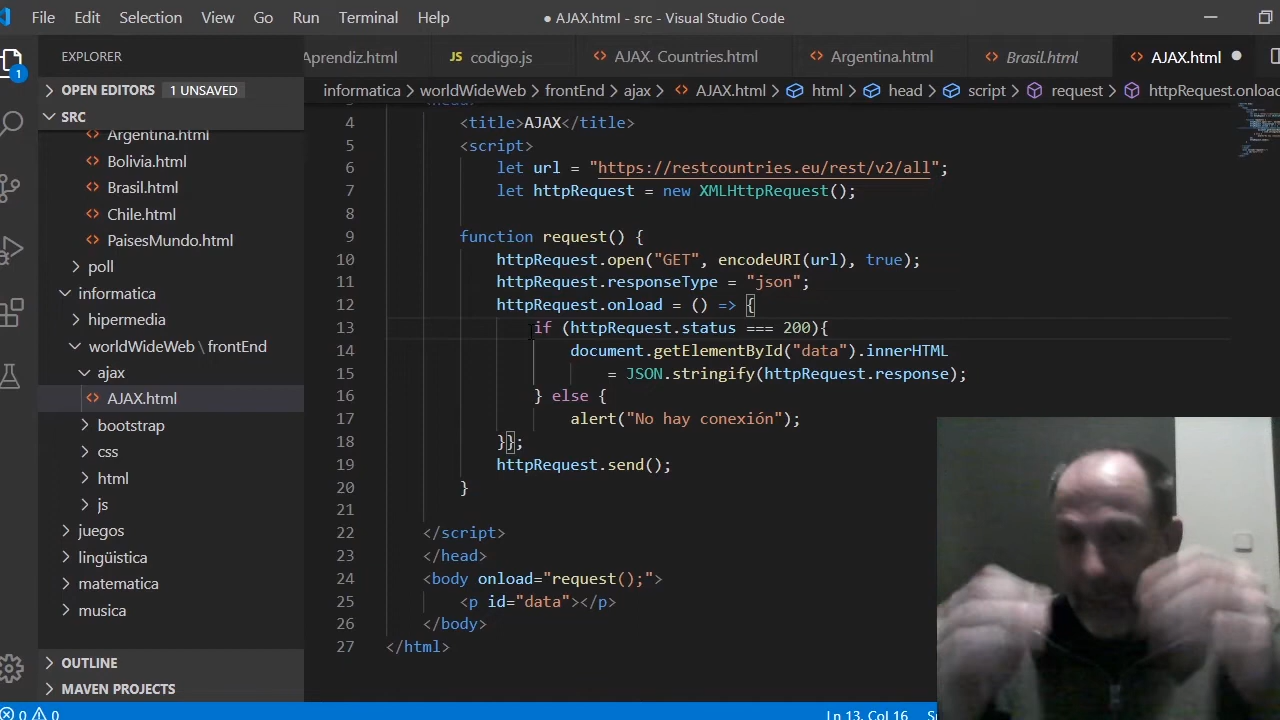 File Edit Selection View Go Run Terminal Help
● AJAX.html - src - Visual Studio Code
EXPLORER
Aprendiz.html
JS codigo.js
AJAX. Countries.html
Argentina.html
Brasil.html
AJAX.html
OPEN EDITORS 1 UNSAVED
informatica > worldWideWeb > frontEnd > ajax > AJAX.html > html > head > script > request > httpRequest.onload
SRC
Argentina.html
Bolivia.html
Brasil.html
Chile.html
PaisesMundo.html
poll
informatica
hipermedia
worldWideWeb \ frontEnd
ajax
AJAX.html
bootstrap
css
html
js
juegos
lingüistica
matematica
musica
OUTLINE
MAVEN PROJECTS
1
4 <title>AJAX</title>
5 <script>
6 let url = "https://restcountries.eu/rest/v2/all";
7 let httpRequest = new XMLHttpRequest();
8
9 function request() {
10 httpRequest.open("GET", encodeURI(url), true);
11 httpRequest.responseType = "json";
12 httpRequest.onload = () => {
13 if (httpRequest.status === 200){
14 document.getElementById("data").innerHTML
15 = JSON.stringify(httpRequest.response);
16 } else {
17 alert("No hay conexión");
18 }};
19 httpRequest.send();
20 }
21
22 </script>
23 </head>
24 <body onload="request();">
25 <p id="data"></p>
26 </body>
27 </html>
0 0
Ln 13, Col 16